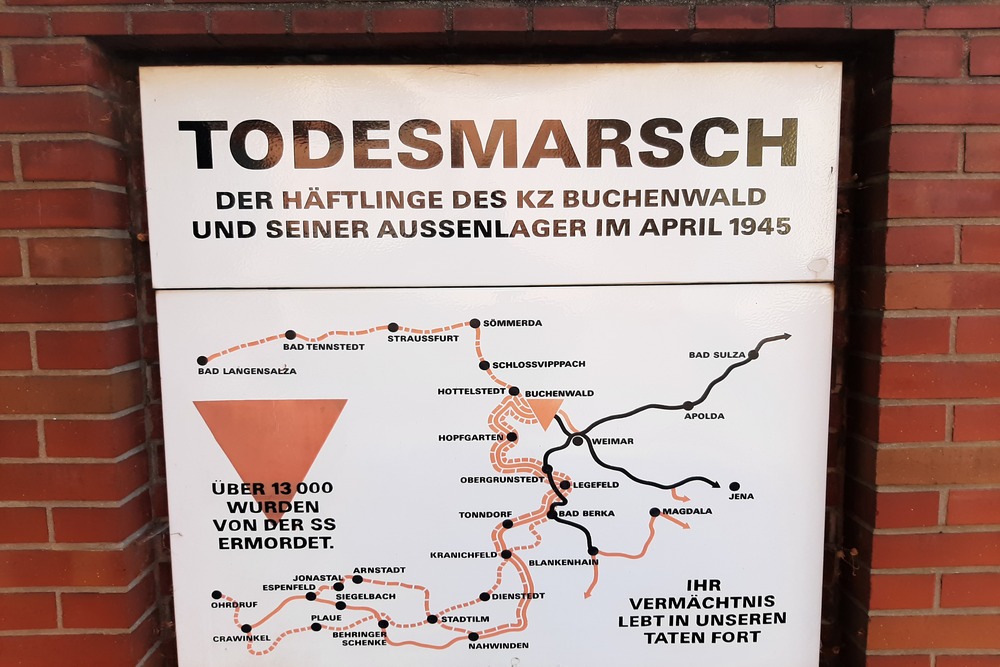 TODESMARSCH
DER HÄFTLINGE DES KZ BUCHENWALD
UND SEINER AUSSENLAGER IM APRIL 1945
SÖMMERDA
STRAUSSFURT
BAD TENNSTEDT
BAD LANGENSALZA
SCHLOSSVIPPPACH
BAD SULZA
HOTTELSTEDT
BUCHENWALD
APOLDA
HOPFGARTEN
WEIMAR
OBERGRUNSTEDT
LEGEFELD
JENA
ÜBER 13 000
WURDEN
VON DER SS
ERMORDET.
TONNDORF
BAD BERKA
MAGDALA
KRANICHFELD
BLANKENHAIN
ARNSTADT
JONASTAL
ESPENFELD
SIEGELBACH
DIENSTEDT
OHRDRUF
PLAUE
STADTILM
CRAWINKEL
BEHRINGER
SCHENKE
NAHWINDEN
IHR
VERMÄCHTNIS
LEBT IN UNSEREN
TATEN FORT